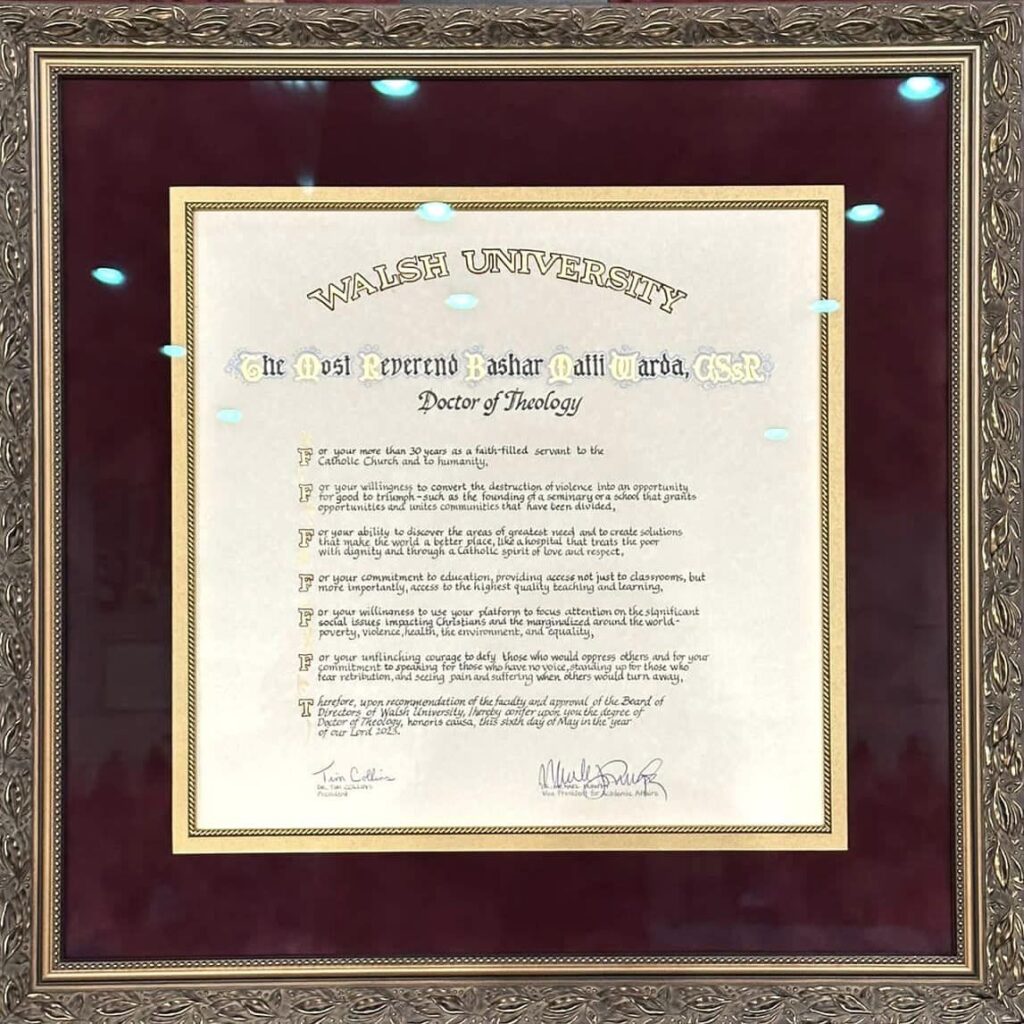 WALSH UNIVERSITY
The Most Reverend Bashar Matti Warda, CSsR
Doctor of Theology
For your more than 30 years as a faith-filled servant to the
Catholic Church and to humanity,
For your willingness to convert the destruction of violence into an opportunity
for good to triumph-such as the founding of a seminary or a school that grants
opportunities and unites communities that have been divided,
For your ability to discover the areas of greatest need and to create solutions
that make the world a better place, like a hospital that treats the poor
with dignity and through a Catholic spirit of love and respect,
For your commitment to education, providing access not just to classrooms, but
more importantly, access to the highest quality teaching and learning,
For your willingness to use your platform to focus attention on the significant
social issues impacting Christians and the marginalized around the world-
poverty, violence, health, the environment, and equality,
For your unflinching courage to defy those who would oppress others and for your
commitment to speaking for those who have no voice, standing up for those who
fear retribution, and seeing pain and suffering when others would turn away,
Therefore, upon recommendation of the faculty and approval of the Board of
Directors of Walsh University, I hereby confer upon you the degree of
Doctor of Theology, honoris causa, this sixth day of May in the year
of our Lord 2023.
Tim Collins
DR. TIM COLLINS
President
Vice President for Academic Affairs